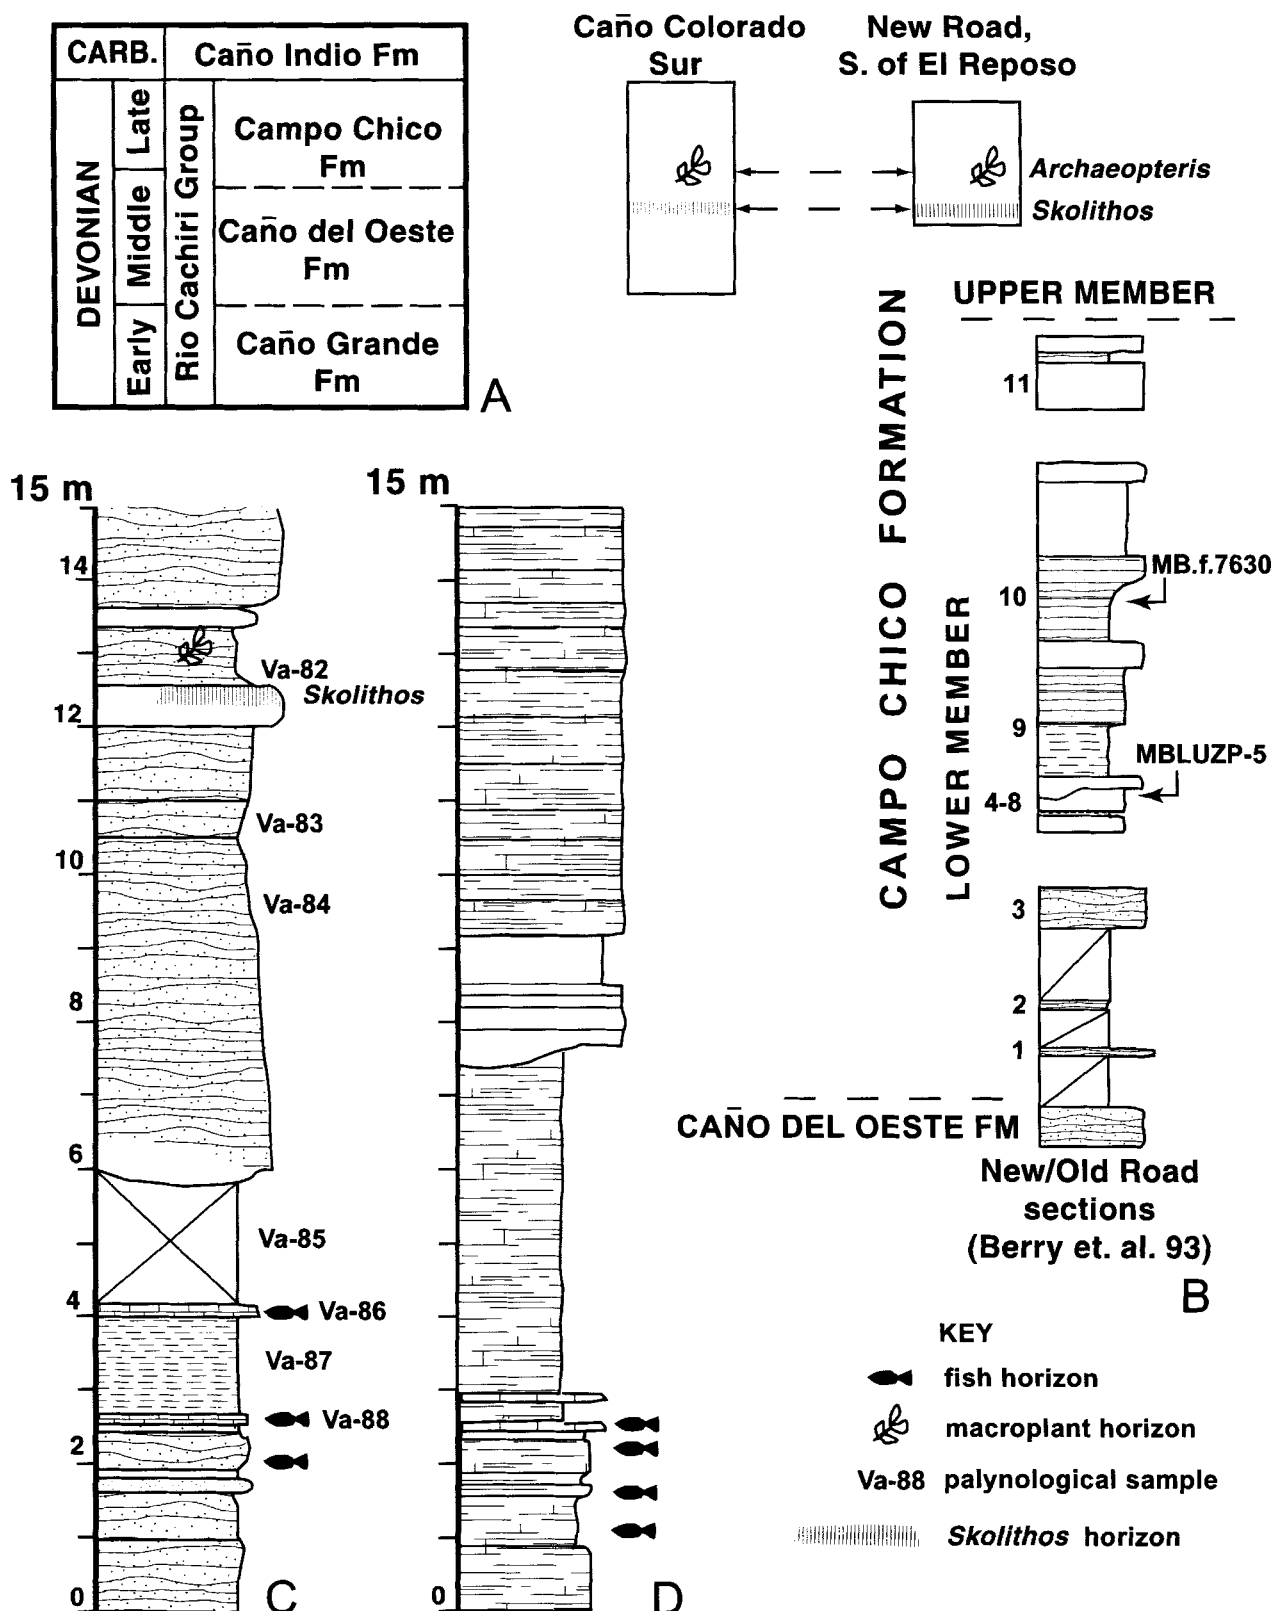 CARB.
Caño Indio Fm
DEVONIAN
Late
Middle
Early
Rio Cachiri Group
Campo Chico
Fm
Caño del Oeste
Fm
Caño Grande
Fm
A
Caño Colorado
Sur
New Road,
S. of El Reposo
Archaeopteris
Skolithos
CAMPO CHICO FORMATION
LOWER MEMBER
UPPER MEMBER
11
10
MB.f.7630
9
MBLUZP-5
4-8
3
2
1
CAÑO DEL OESTE FM
New/Old Road
sections
(Berry et. al. 93)
B
15 m
14
Va-82
Skolithos
12
Va-83
10
Va-84
8
6
Va-85
4
Va-86
Va-87
Va-88
2
0
C
15 m
0
D
KEY
fish horizon
macroplant horizon
Va-88 palynological sample
Skolithos horizon